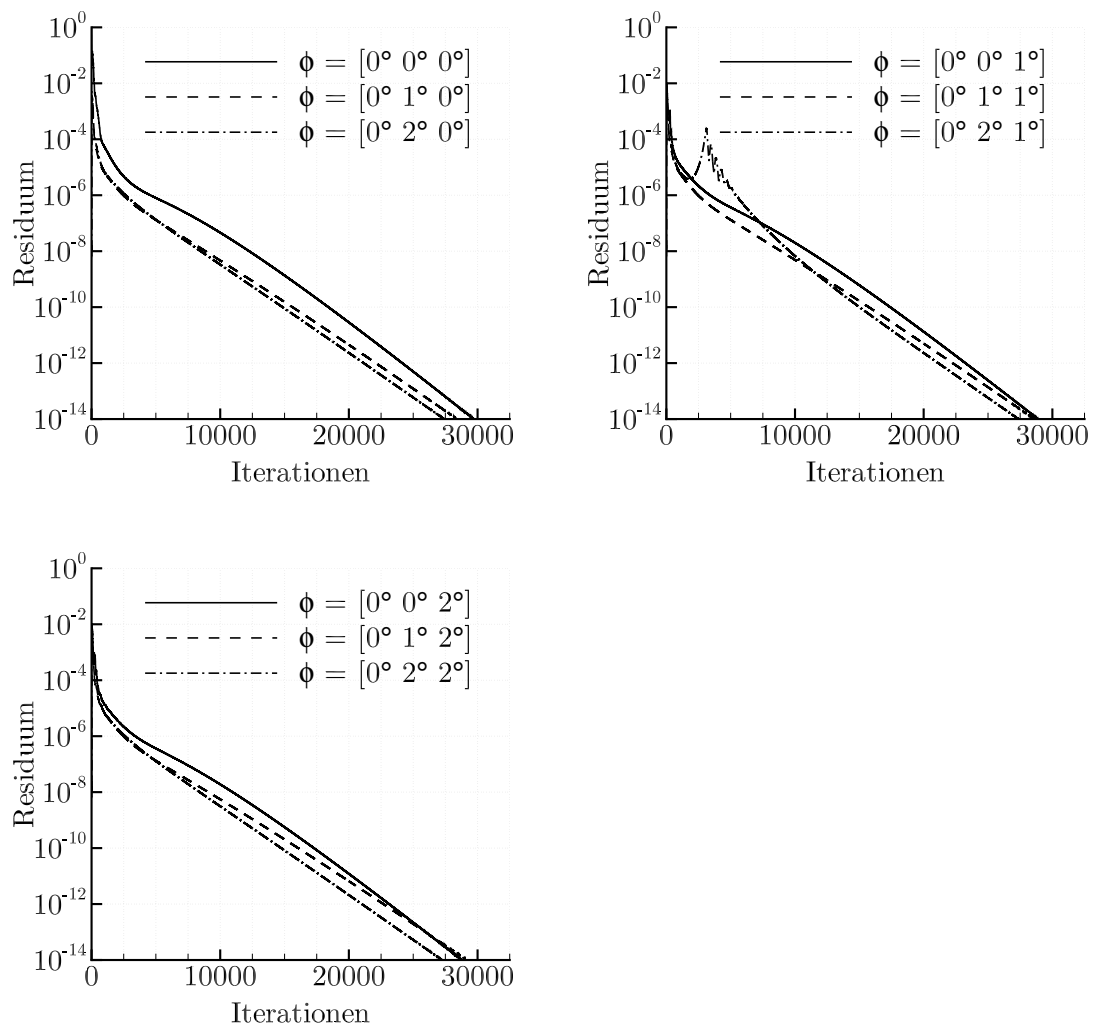 10^0
10^-2
10^-4
10^-6
10^-8
10^-10
10^-12
10^-14
Residuum
ϕ = [0° 0° 0°]
ϕ = [0° 1° 0°]
ϕ = [0° 2° 0°]
0 10000 20000 30000
Iterationen
10^0
10^-2
10^-4
10^-6
10^-8
10^-10
10^-12
10^-14
Residuum
ϕ = [0° 0° 1°]
ϕ = [0° 1° 1°]
ϕ = [0° 2° 1°]
0 10000 20000 30000
Iterationen
10^0
10^-2
10^-4
10^-6
10^-8
10^-10
10^-12
10^-14
Residuum
ϕ = [0° 0° 2°]
ϕ = [0° 1° 2°]
ϕ = [0° 2° 2°]
0 10000 20000 30000
Iterationen